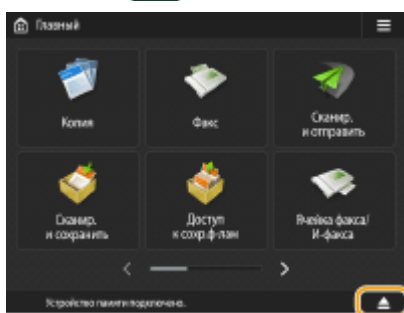 Главный
Копия
Факс
Сканир.
и отправить
Сканир.
и сохранить
Доступ
к сохр.ф-лам
Ячейка факса/
И-факса
Устройство памяти подключено.